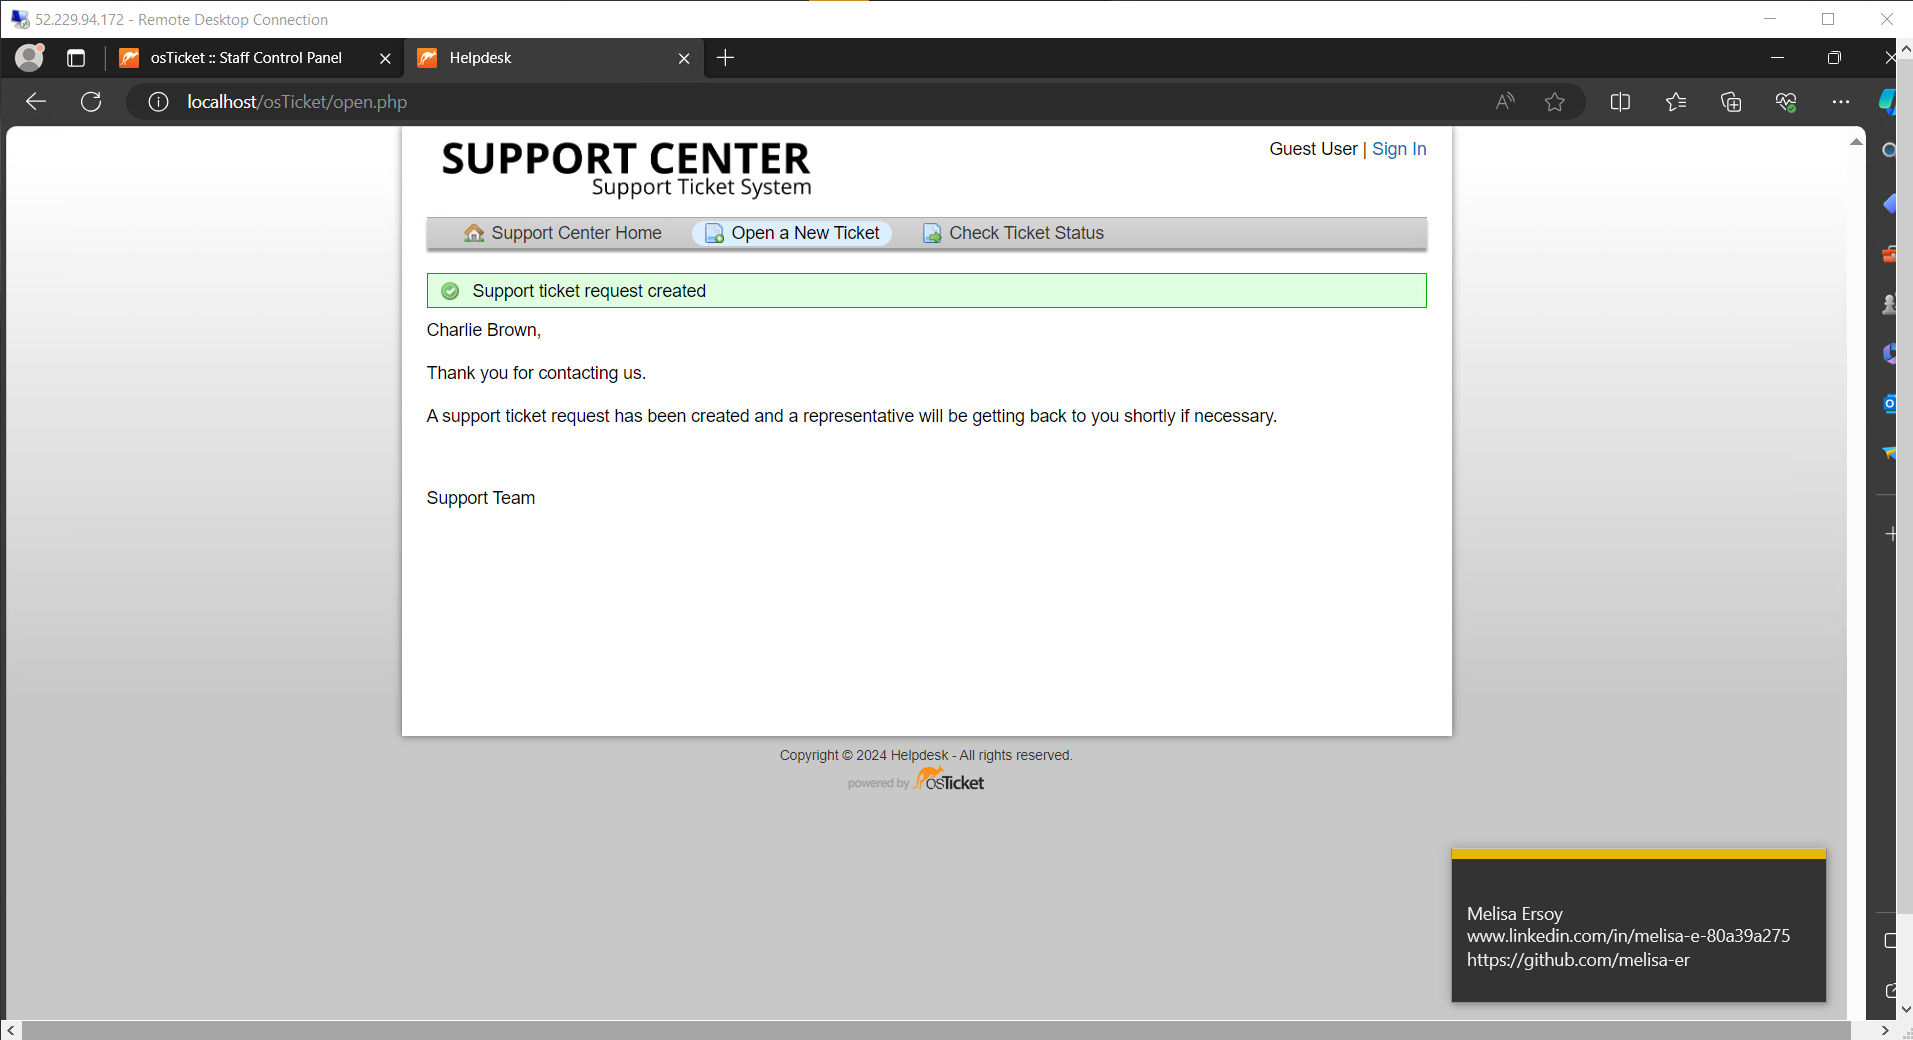 52.229.94.172 - Remote Desktop Connection
osTicket :: Staff Control Panel
Helpdesk
localhost/osTicket/open.php
SUPPORT CENTER
Support Ticket System
Guest User | Sign In
Support Center Home
Open a New Ticket
Check Ticket Status
Support ticket request created
Charlie Brown,
Thank you for contacting us.
A support ticket request has been created and a representative will be getting back to you shortly if necessary.
Support Team
Copyright © 2024 Helpdesk - All rights reserved.
powered by osTicket
Melisa Ersoy
www.linkedin.com/in/melisa-e-80a39a275
https://github.com/melisa-er